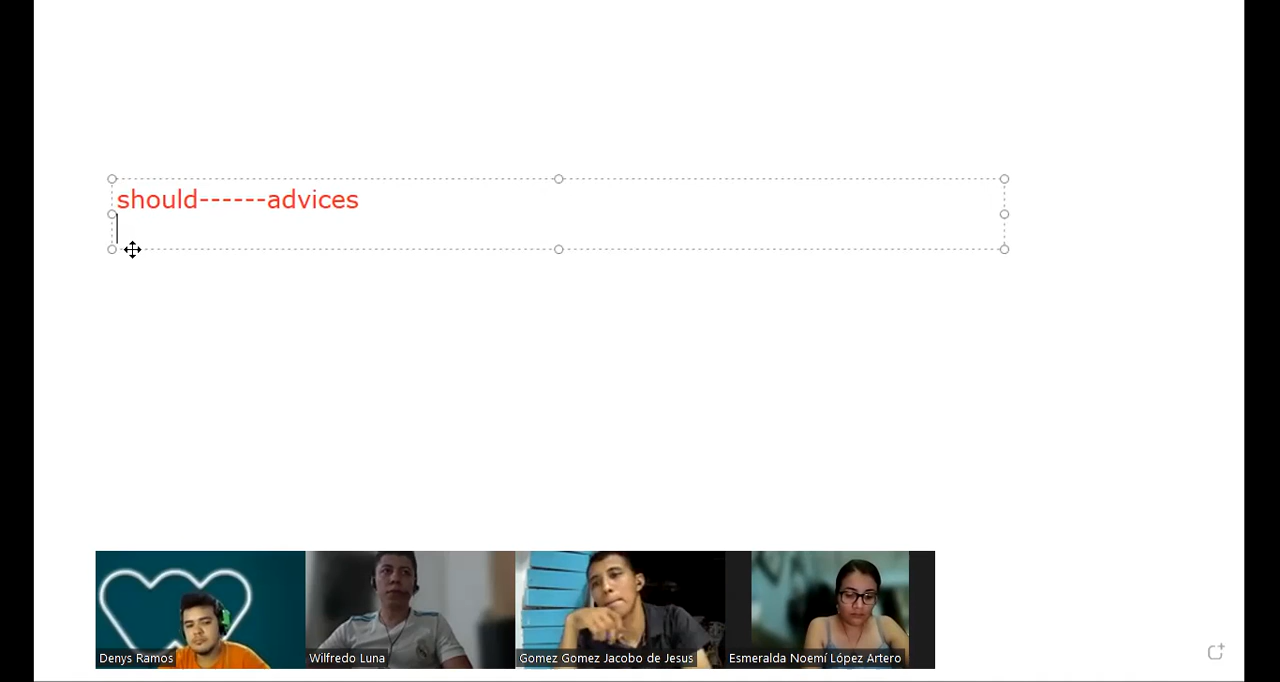 should------advices
Denys Ramos
Wilfredo Luna
Gomez Gomez Jacobo de Jesus
Esmeralda Noemí López Artero